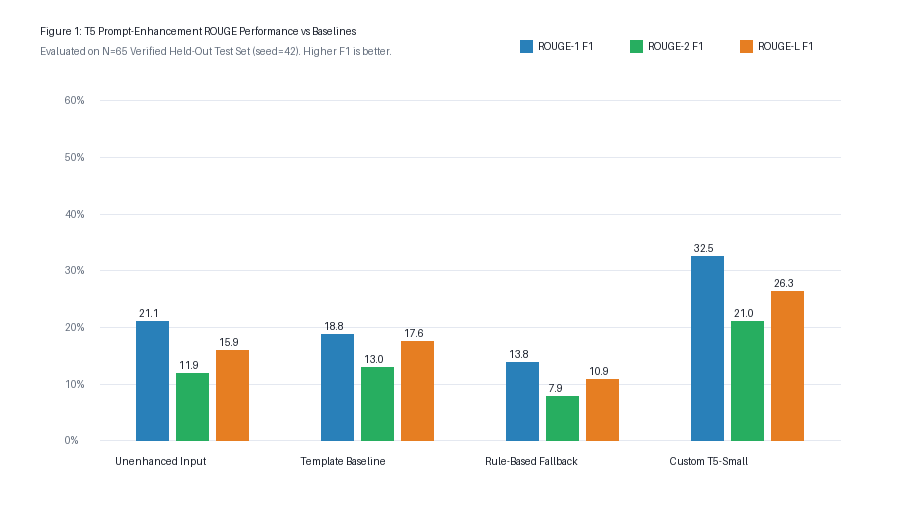 Figure 1: T5 Prompt-Enhancement ROUGE Performance vs Baselines
Evaluated on N=65 Verified Held-Out Test Set (seed=42). Higher F1 is better.
ROUGE-1 F1
ROUGE-2 F1
ROUGE-L F1
60%
50%
40%
30%
20%
10%
0%
21.1
11.9
15.9
18.8
13.0
17.6
13.8
7.9
10.9
32.5
21.0
26.3
Unenhanced Input
Template Baseline
Rule-Based Fallback
Custom T5-Small